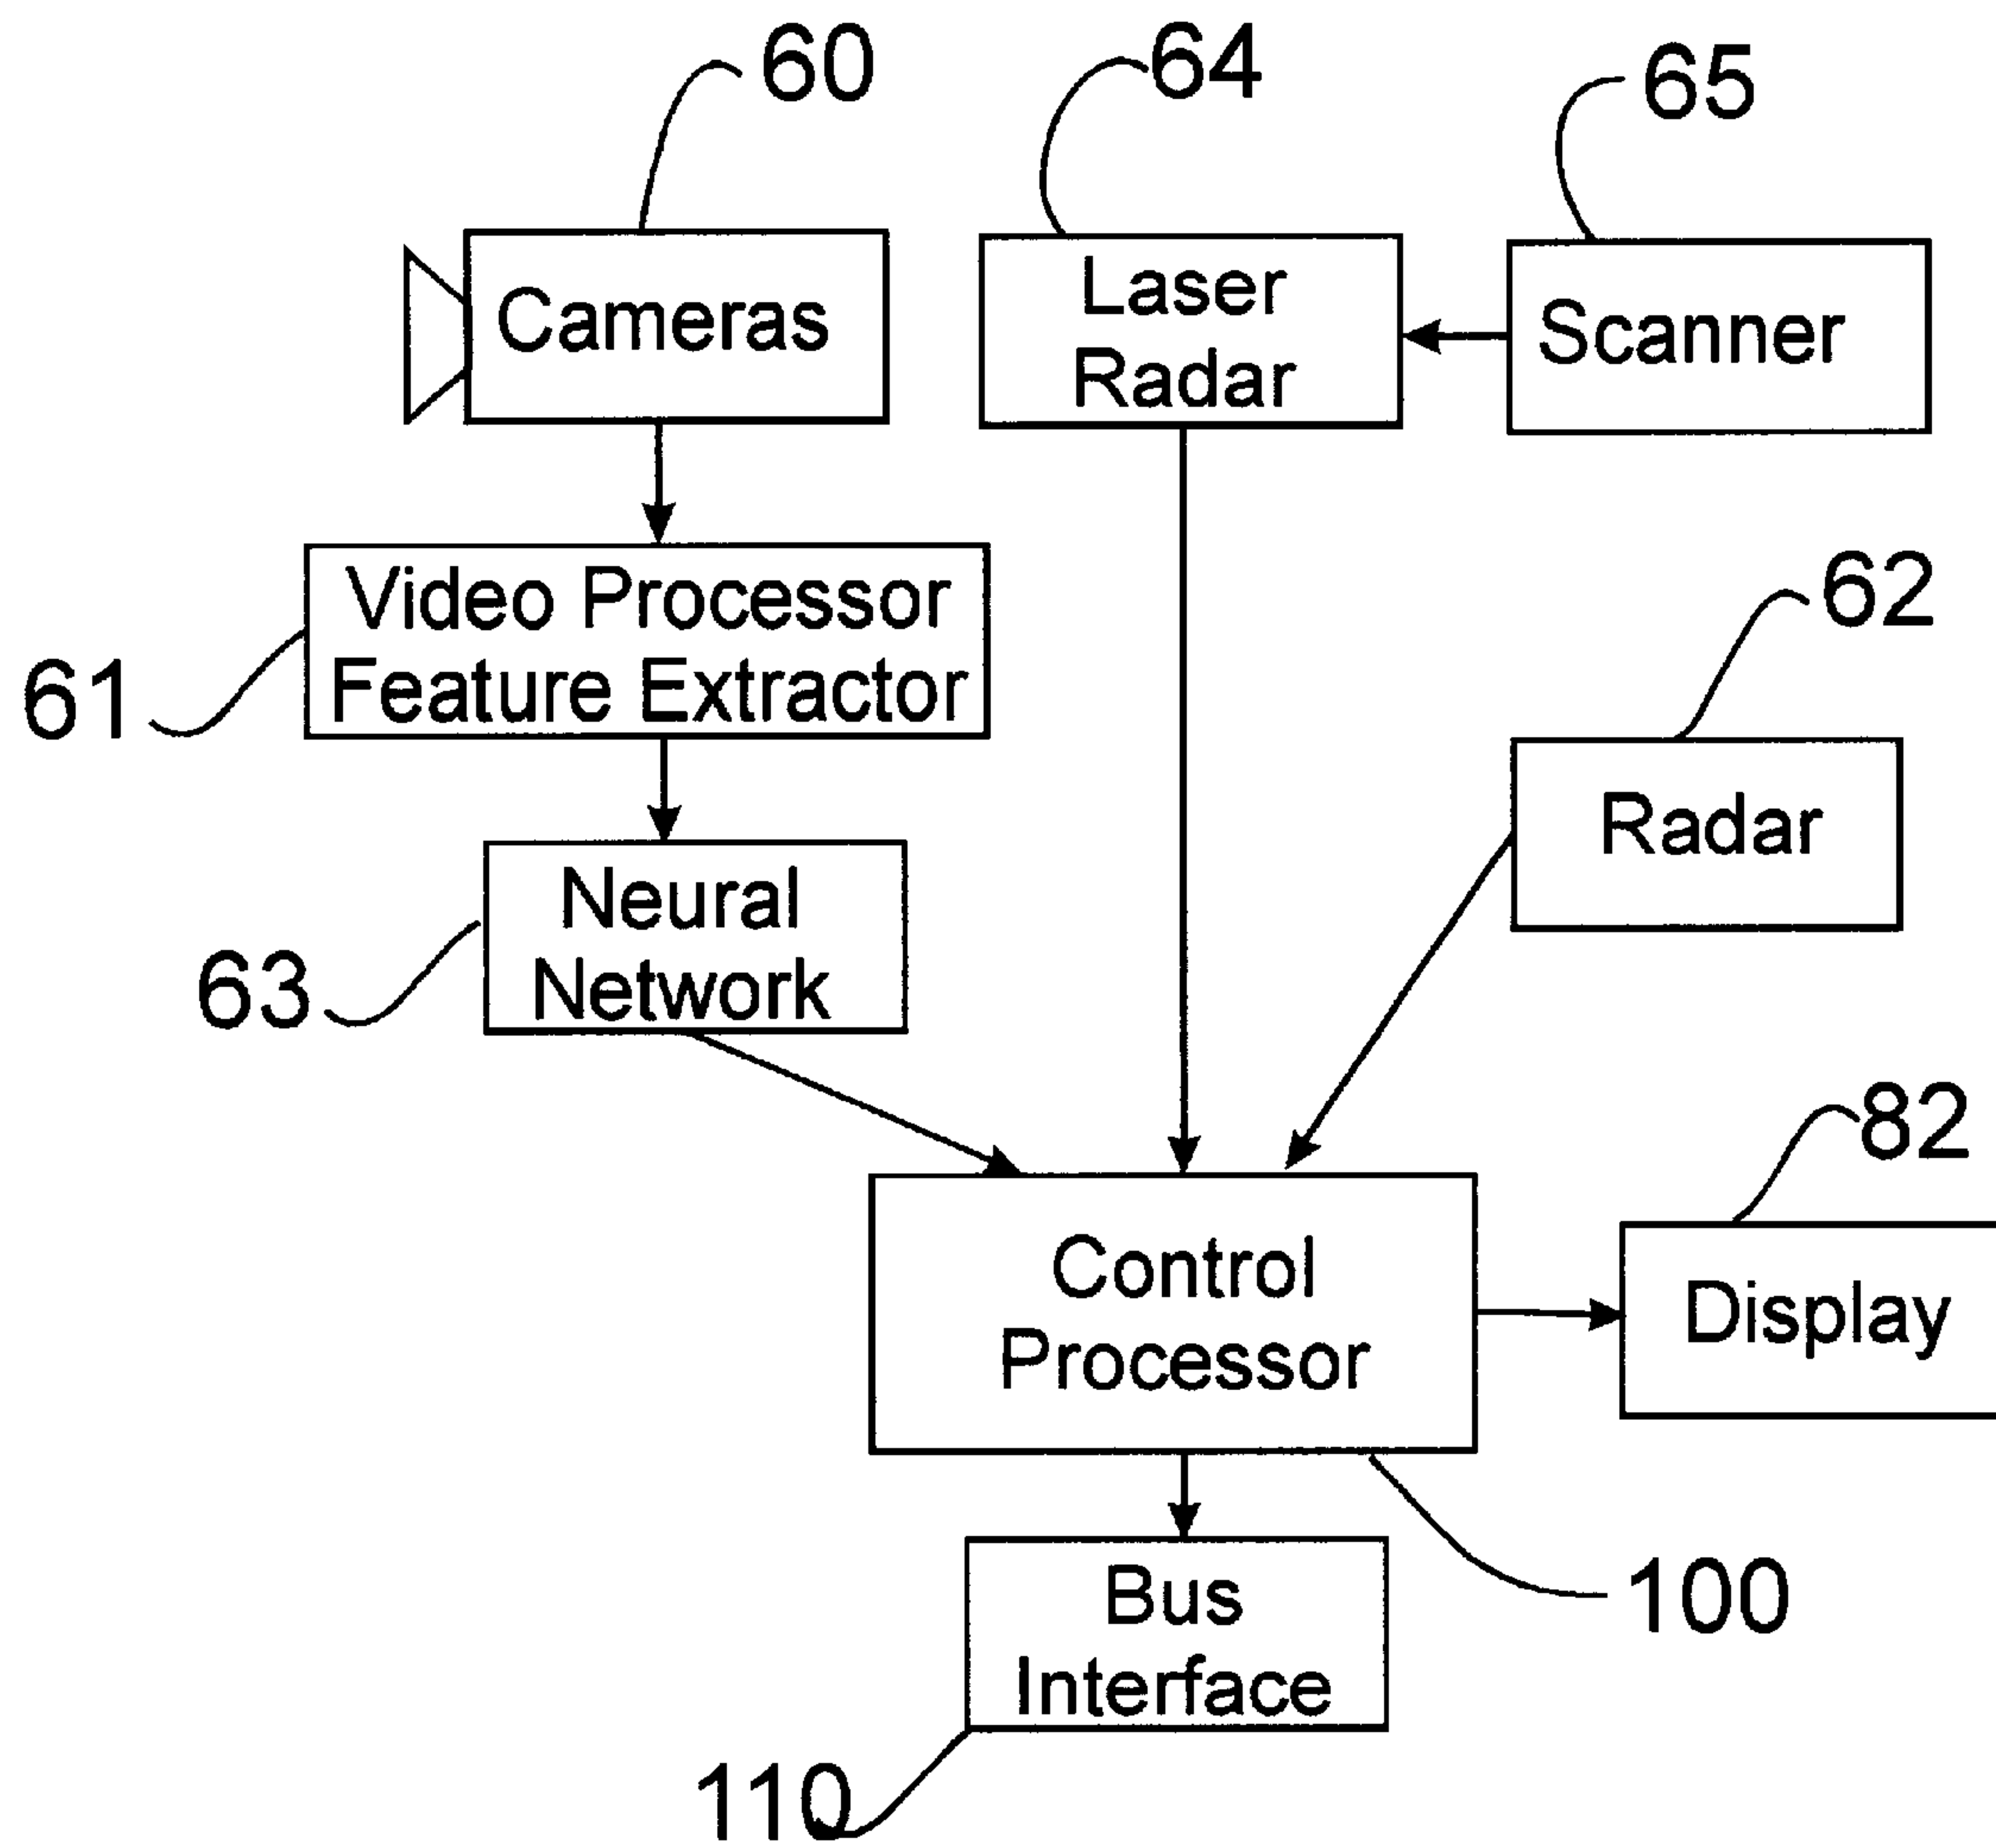 60
64
65
Cameras
Laser
Radar
Scanner
Video Processor
Feature Extractor
61
62
Radar
Neural
Network
63
82
Control
Processor
Display
100
Bus
Interface
110